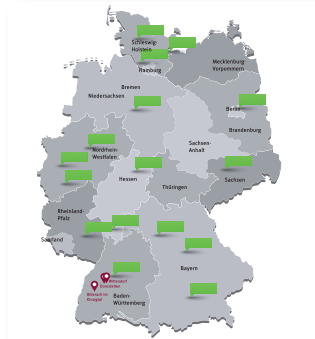 Schleswig-
Holstein
Hamburg
Mecklenburg
Vorpommern
Bremen
Niedersachsen
Berlin
Brandenburg
Sachsen-
Anhalt
Nordrhein-
Westfalen
Hessen
Thüringen
Sachsen
Rheinland-
Pfalz
Saarland
Bayern
Baden-
Württemberg